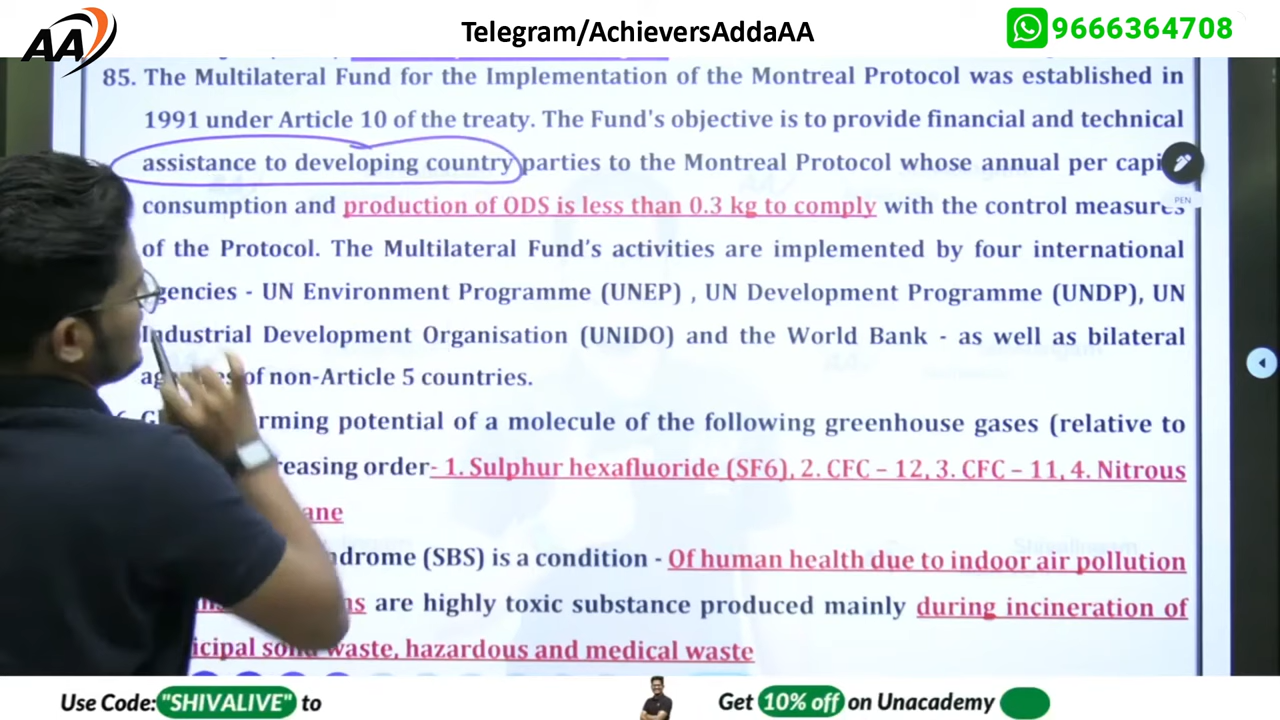 AA
Telegram/AchieversAddaAA
9666364708
85. The Multilateral Fund for the Implementation of the Montreal Protocol was established in
1991 under Article 10 of the treaty. The Fund's objective is to provide financial and technical
assistance to developing country parties to the Montreal Protocol whose annual per capi
PEN
consumption and production of ODS is less than 0.3 kg to comply with the control measures
of the Protocol. The Multilateral Fund's activities are implemented by four international
gencies - UN Environment Programme (UNEP) , UN Development Programme (UNDP), UN
Industrial Development Organisation (UNIDO) and the World Bank - as well as bilateral
of non-Article 5 countries.
rming potential of a molecule of the following greenhouse gases (relative to
reasing order- 1. Sulphur hexafluoride (SF6), 2. CFC – 12, 3. CFC – 11, 4. Nitrous
ane
ndrome (SBS) is a condition - Of human health due to indoor air pollution
are highly toxic substance produced mainly during incineration of
icipal solid waste, hazardous and medical waste
Use Code: "SHIVALIVE" to
Get 10% off on Unacademy